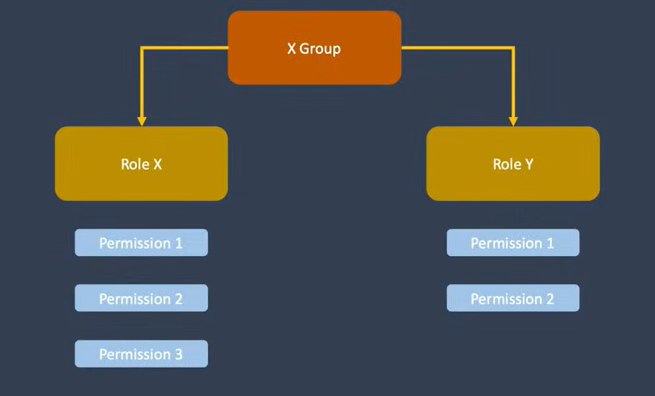 X Group
Role X
Role Y
Permission 1
Permission 1
Permission 2
Permission 2
Permission 3